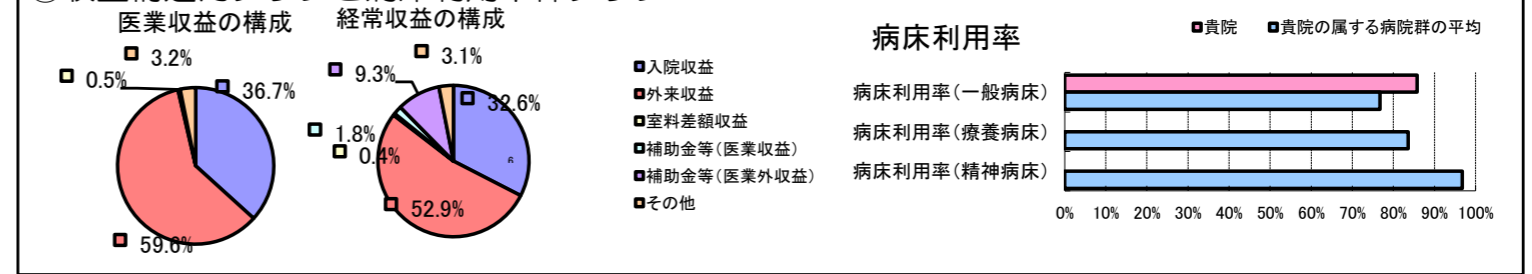 医業収益の構成
経常収益の構成
3.2%
0.5%
36.7%
59.6%
3.1%
9.3%
32.6%
1.8%
0.4%
6
52.9%
入院収益
外来収益
室料差額収益
補助金等(医業収益)
補助金等(医業外収益)
その他
病床利用率
貴院
貴院の属する病院群の平均
病床利用率(一般病床)
病床利用率(療養病床)
病床利用率(精神病床)
0% 10% 20% 30% 40% 50% 60% 70% 80% 90% 100%